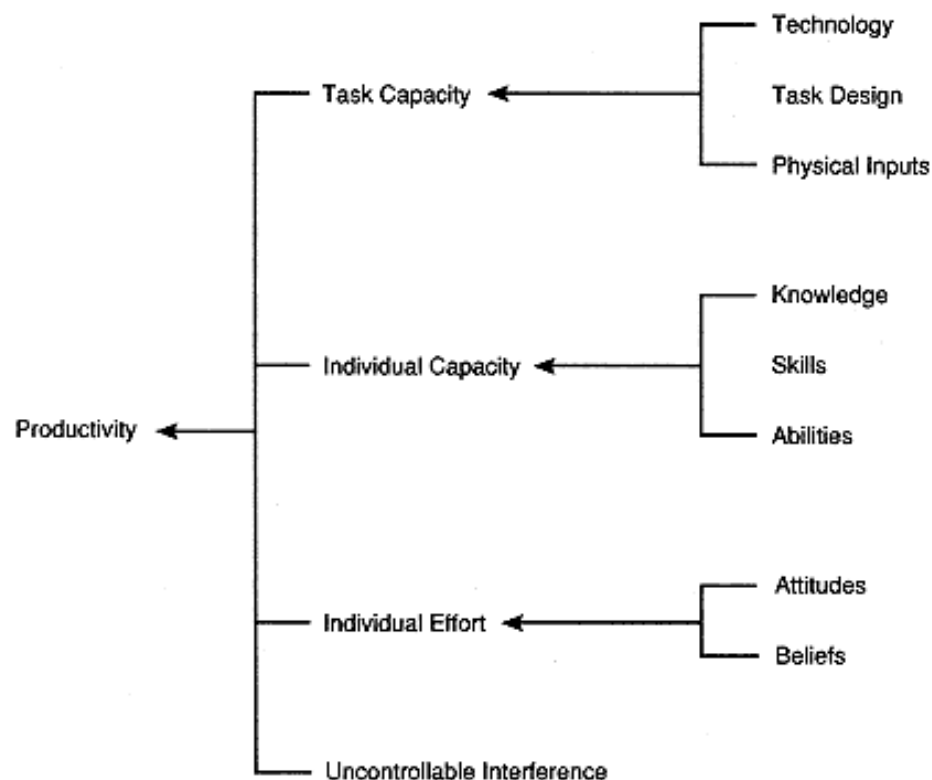 Technology
Task Capacity
Task Design
Physical Inputs
Knowledge
Individual Capacity
Skills
Abilities
Productivity
Attitudes
Individual Effort
Beliefs
Uncontrollable Interference